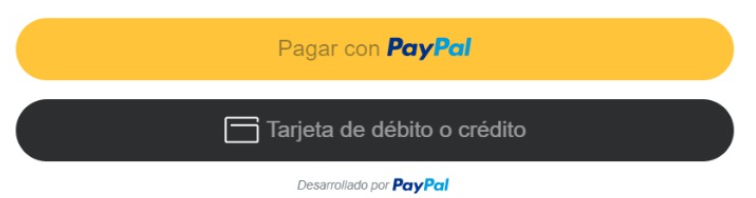 Pagar con PayPal
Tarjeta de débito o crédito
Desarrollado por PayPal